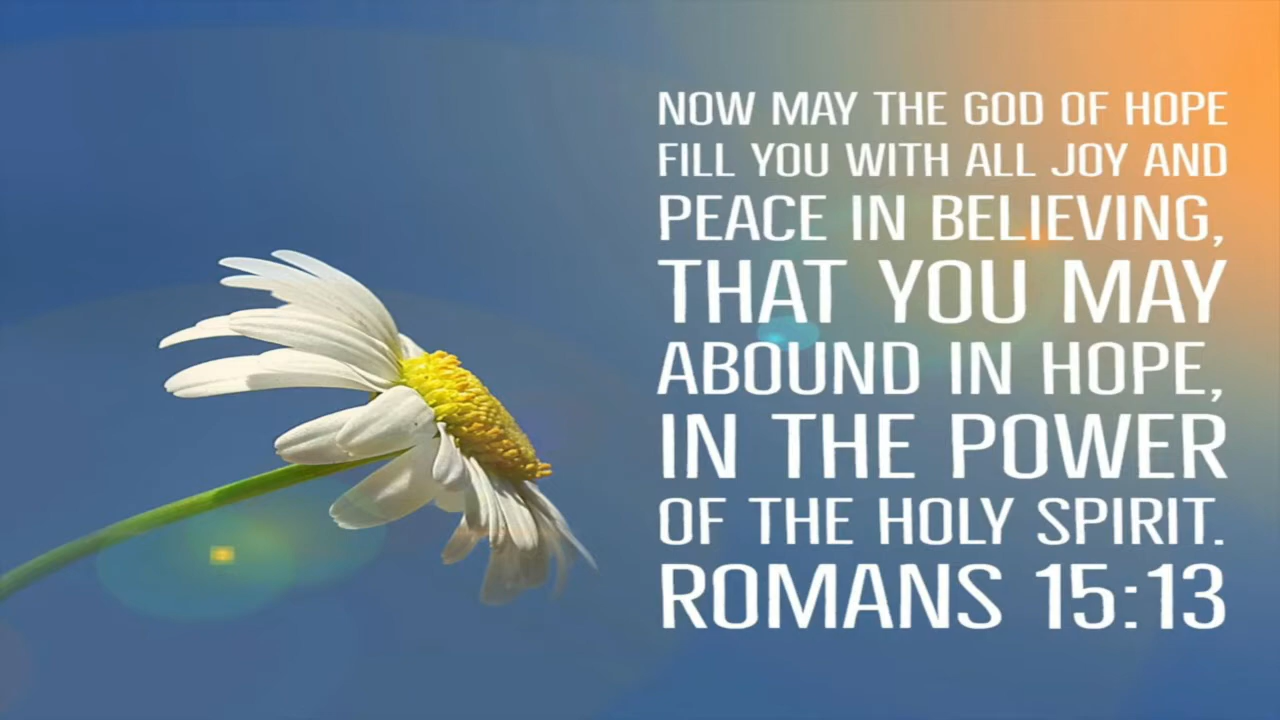 NOW MAY THE GOD OF HOPE
FILL YOU WITH ALL JOY AND
PEACE IN BELIEVING,
THAT YOU MAY
ABOUND IN HOPE,
IN THE POWER
OF THE HOLY SPIRIT.
ROMANS 15:13